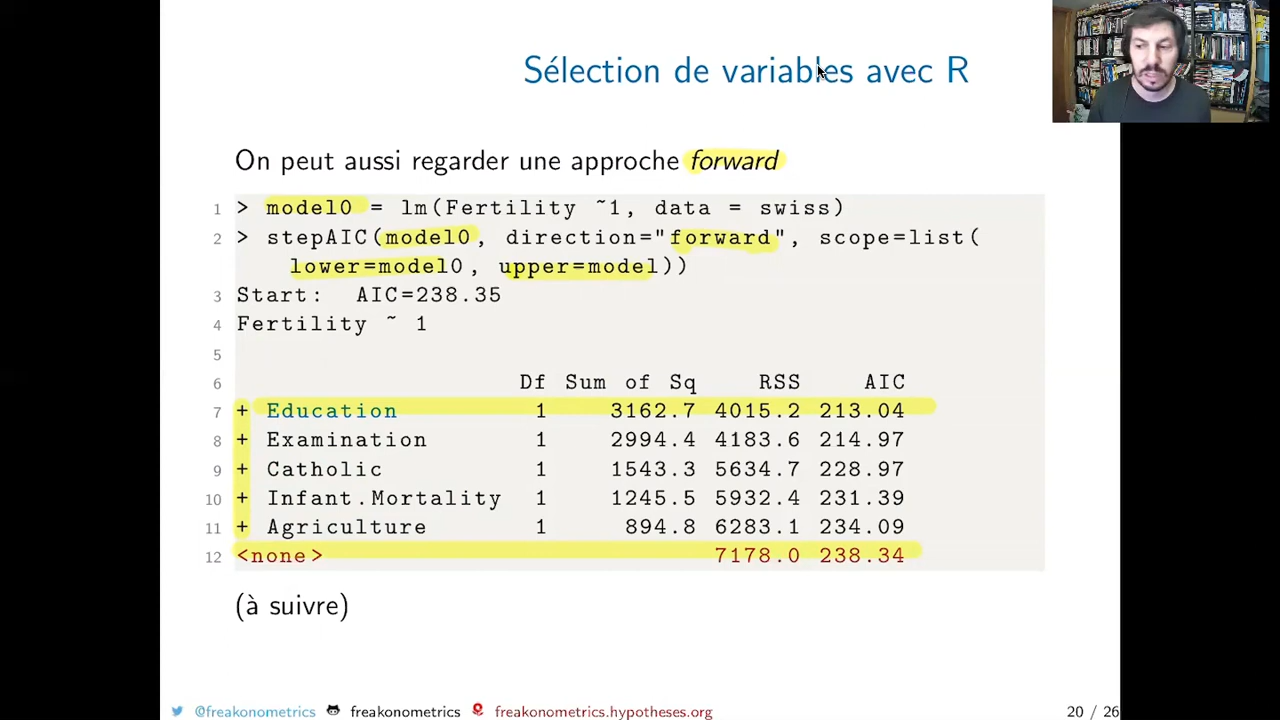 Sélection de variables avec R
On peut aussi regarder une approche forward
1 > model0 = lm(Fertility ~1, data = swiss)
2 > stepAIC(model0, direction="forward", scope=list(
lower=model0, upper=model))
3 Start:  AIC=238.35
4 Fertility ~ 1
5
6 Df Sum of Sq RSS AIC
7 + Education 1 3162.7 4015.2 213.04
8 + Examination 1 2994.4 4183.6 214.97
9 + Catholic 1 1543.3 5634.7 228.97
10 + Infant.Mortality 1 1245.5 5932.4 231.39
11 + Agriculture 1 894.8 6283.1 234.09
12 <none> 7178.0 238.34
(à suivre)
@freakonometrics freakonometrics freakonometrics.hypotheses.org 20 / 26